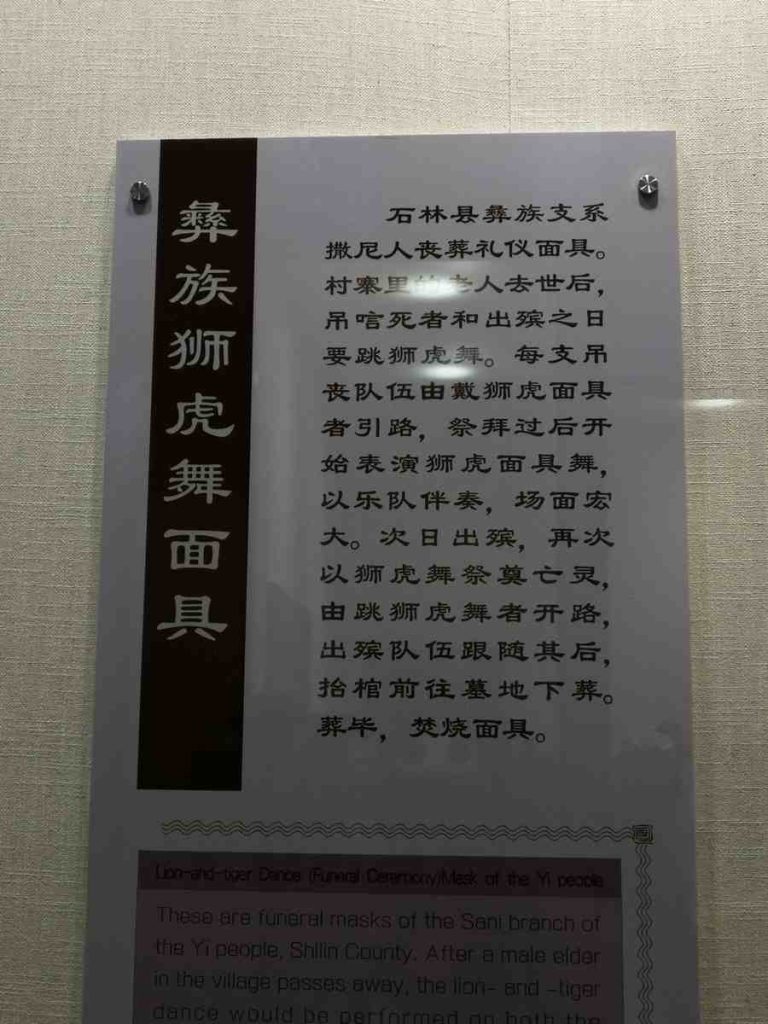 彝族狮虎舞面具
石林县彝族支系
撒尼人丧葬礼仪面具。
村寨里的老人去世后，
吊唁死者和出殡之日
要跳狮虎舞。每支吊
丧队伍由戴狮虎面具
者引路，祭拜过后开
始表演狮虎面具舞，
以乐队伴奏，场面宏
大。次日出殡，再次
以狮虎舞祭奠亡灵，
由跳狮虎舞者开路，
出殡队伍跟随其后，
抬棺前往墓地下葬。
葬毕，焚烧面具。
Lion-and-tiger Dance (Funeral Ceremony)Mask of the Yi people
These are funeral masks of the Sani branch of
the Yi people, Shilin County. After a male elder
in the village passes away, the lion- and -tiger
dance would be performed on both the